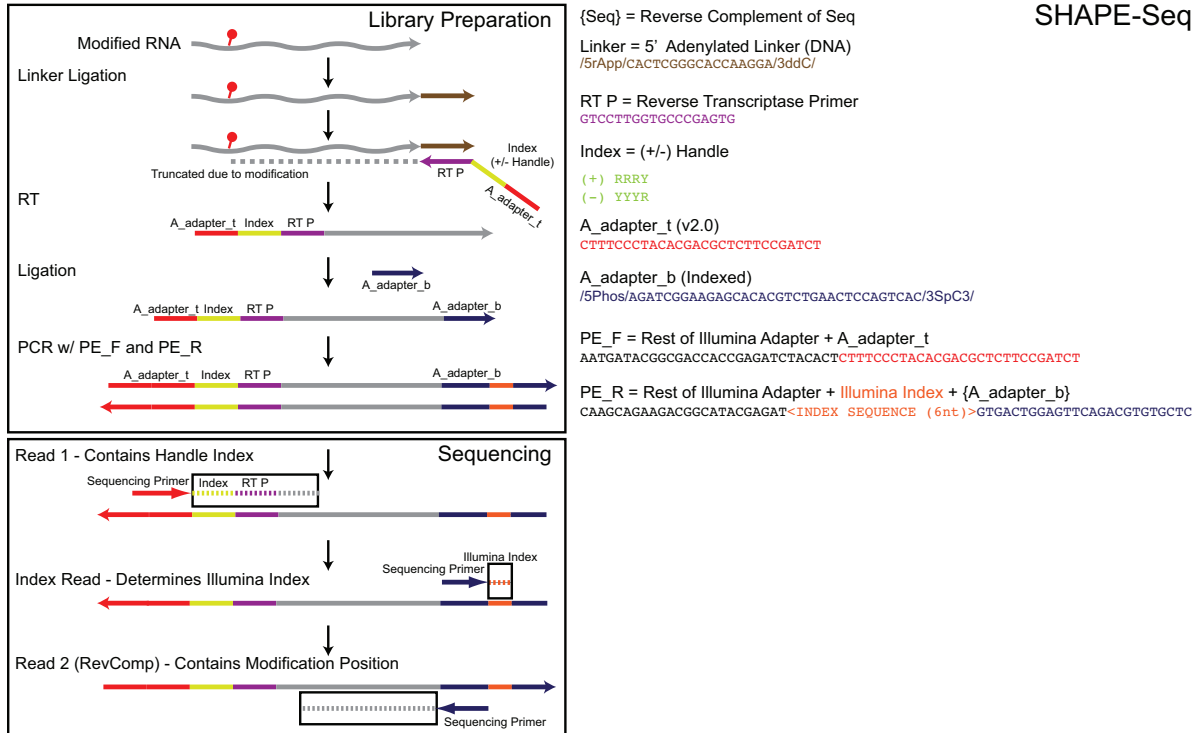 Library Preparation
Modified RNA
Linker Ligation
Index
(+/- Handle)
RT P
Truncated due to modification
A_adapter_t
RT
A_adapter_t Index RT P
Ligation
A_adapter_b
A_adapter_t Index RT P A_adapter_b
PCR w/ PE_F and PE_R
A_adapter_t Index RT P A_adapter_b
Sequencing
Read 1 - Contains Handle Index
Sequencing Primer Index RT P
Illumina Index
Index Read - Determines Illumina Index
Sequencing Primer
Read 2 (RevComp) - Contains Modification Position
Sequencing Primer
SHAPE-Seq
{Seq} = Reverse Complement of Seq
Linker = 5' Adenylated Linker (DNA)
/5rApp/CACTCGGGCACCAAGGA/3ddC/
RT P = Reverse Transcriptase Primer
GTCCTTGGTGCCCGAGTG
Index = (+/-) Handle
(+) RRRY
(-) YYYR
A_adapter_t (v2.0)
CTTTCCCTACACGACGCTCTTCCGATCT
A_adapter_b (Indexed)
/5Phos/AGATCGGAAGAGCACACGTCTGAACTCCAGTCAC/3SpC3/
PE_F = Rest of Illumina Adapter + A_adapter_t
AATGATACGGCGACCACCGAGATCTACACTCTTTCCCTACACGACGCTCTTCCGATCT
PE_R = Rest of Illumina Adapter + Illumina Index + {A_adapter_b}
CAAGCAGAAGACGGCATACGAGAT<INDEX SEQUENCE (6nt)>GTGACTGGAGTTCAGACGTGTGCTC